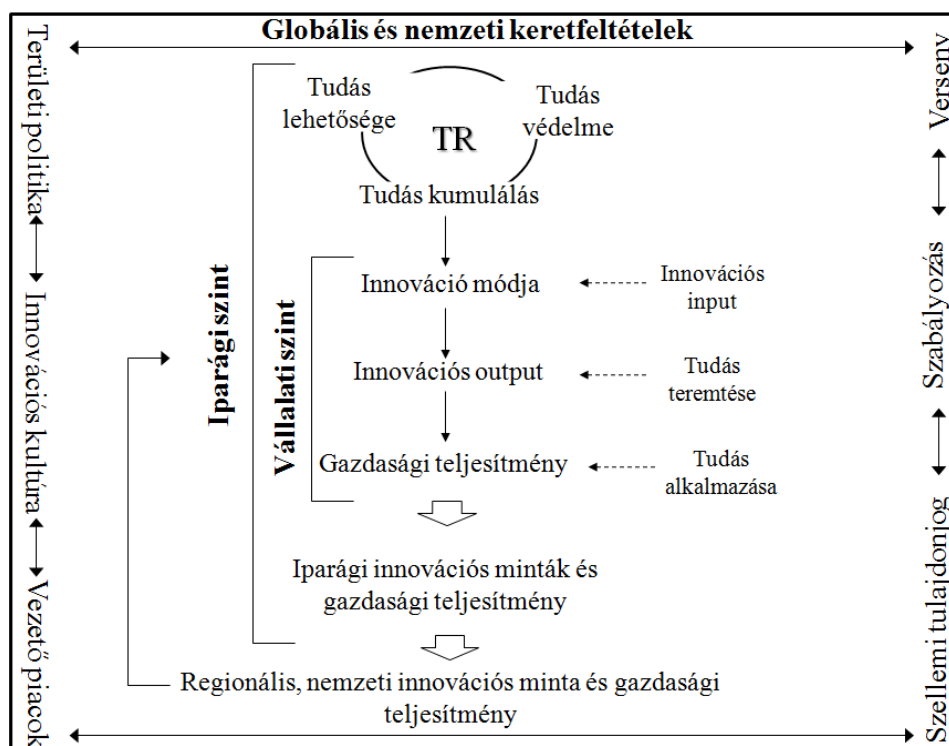 Globális és nemzeti keretfeltételek
Területi politika
Innovációs kultúra
Vezető piacok
Iparági szint
Vállalati szint
Tudás
lehetősége
Tudás
védelme
TR
Tudás kumulálás
Innováció módja
Innovációs
input
Innovációs output
Tudás
teremtése
Gazdasági teljesítmény
Tudás
alkalmazása
Iparági innovációs minták és
gazdasági teljesítmény
Regionális, nemzeti innovációs minta és gazdasági
teljesítmény
Verseny
Szabályozás
Szellemi tulajdonjog